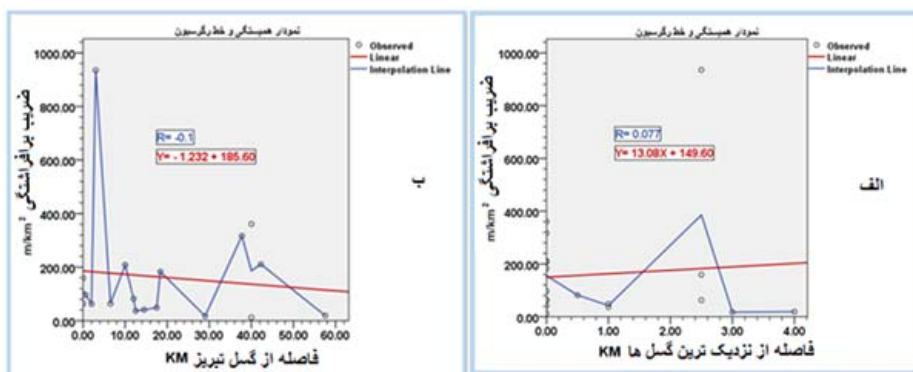 نمودار همبستگی و خط رگرسیون
ضریب برافراشتگی m/km²
1000.00
800.00
600.00
400.00
200.00
0.00
R= 0.077
Y= 13.08X + 149.60
0.00 1.00 2.00 3.00 4.00
فاصله از نزدیک ترین گسل ها KM
Observed
Linear
Interpolation Line
الف
نمودار همبستگی و خط رگرسیون
ضریب برافراشتگی m/km²
1000.00
800.00
600.00
400.00
200.00
0.00
R= -0.1
Y= - 1.232 + 185.60
0.00 10.00 20.00 30.00 40.00 50.00 60.00
فاصله از گسل تبریز KM
Observed
Linear
Interpolation Line
ب